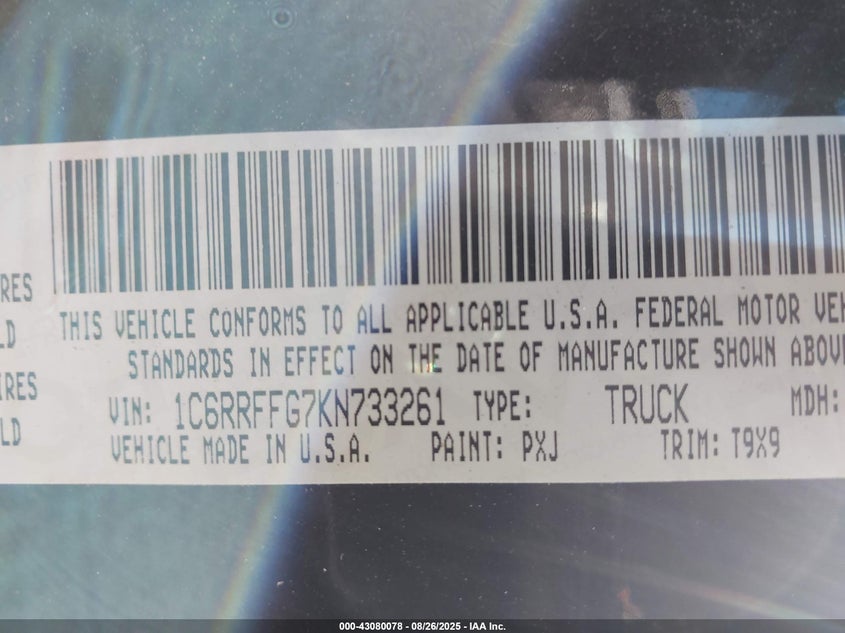 RES
LD
IRES
LD
THIS VEHICLE CONFORMS TO ALL APPLICABLE U.S.A. FEDERAL MOTOR VEH
STANDARDS IN EFFECT ON THE DATE OF MANUFACTURE SHOWN ABOVE
VIN: 1C6RRFFG7KN733261 TYPE: TRUCK MDH:
VEHICLE MADE IN U.S.A. PAINT: PXJ TRIM: T9X9
000-43080078 - 08/26/2025 - IAA Inc.